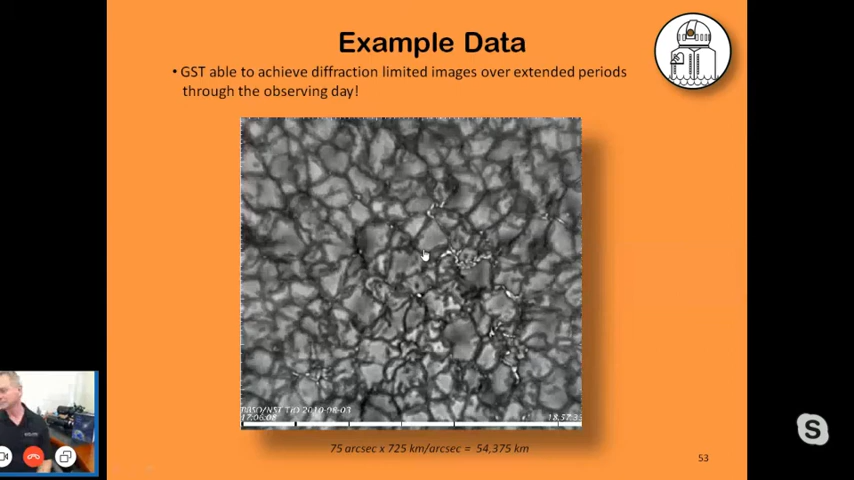 Example Data
• GST able to achieve diffraction limited images over extended periods
through the observing day!
BBSO/NST TiO 2010-08-03
17:06:08 18:37:35
75 arcsec x 725 km/arcsec = 54,375 km
53